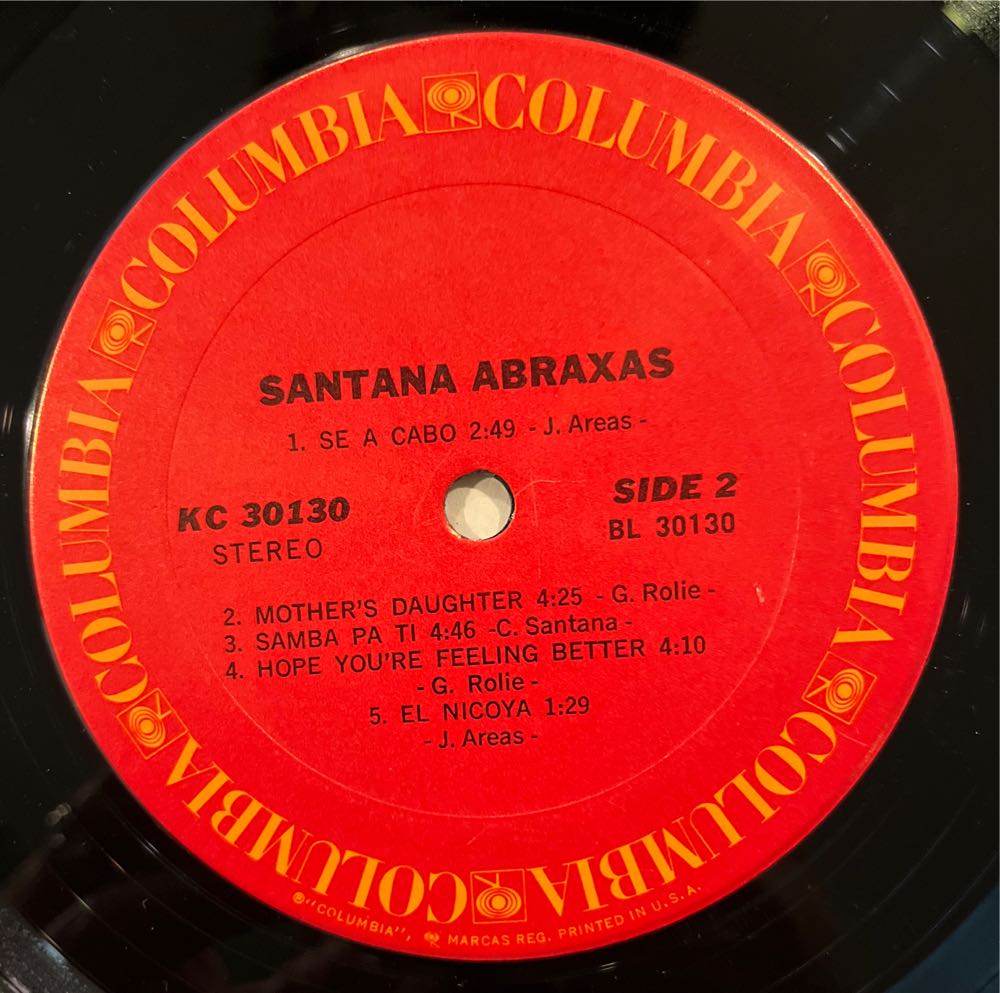 COLUMBIA COLUMBIA COLUMBIA COLUMBIA COLUMBIA COLUMBIA
SANTANA ABRAXAS
1. SE A CABO 2:49 - J. Areas -
KC 30130
STEREO
SIDE 2
BL 30130
2. MOTHER'S DAUGHTER 4:25 - G. Rolie -
3. SAMBA PA TI 4:46 -C. Santana -
4. HOPE YOU'RE FEELING BETTER 4:10
- G. Rolie -
5. EL NICOYA 1:29
- J. Areas -
®"COLUMBIA", MARCAS REG. PRINTED IN U.S.A.